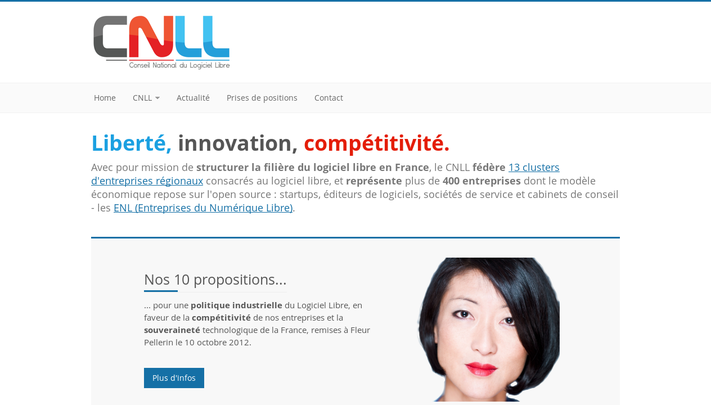 CNLL
Conseil National du Logiciel Libre
Home CNLL Actualité Prises de positions Contact
Liberté, innovation, compétitivité.
Avec pour mission de structurer la filière du logiciel libre en France, le CNLL fédère 13 clusters
d'entreprises régionaux consacrés au logiciel libre, et représente plus de 400 entreprises dont le modèle
économique repose sur l'open source : startups, éditeurs de logiciels, sociétés de service et cabinets de conseil
- les ENL (Entreprises du Numérique Libre).
Nos 10 propositions...
... pour une politique industrielle du Logiciel Libre, en
faveur de la compétitivité de nos entreprises et la
souveraineté technologique de la France, remises à Fleur
Pellerin le 10 octobre 2012.
Plus d'infos